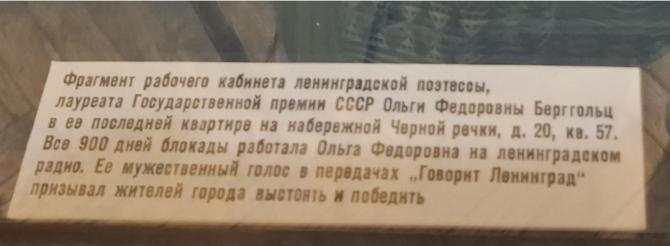 Фрагмент рабочего кабинета ленинградской поэтессы,
лауреата Государственной премии СССР Ольги Федоровны Берггольц
в ее последней квартире на набережной Черной речки, д. 20, кв. 57.
Все 900 дней блокады работала Ольга Федоровна на ленинградском
радио. Ее мужественный голос в передачах „Говорит Ленинград“
призывал жителей города выстоять и победить